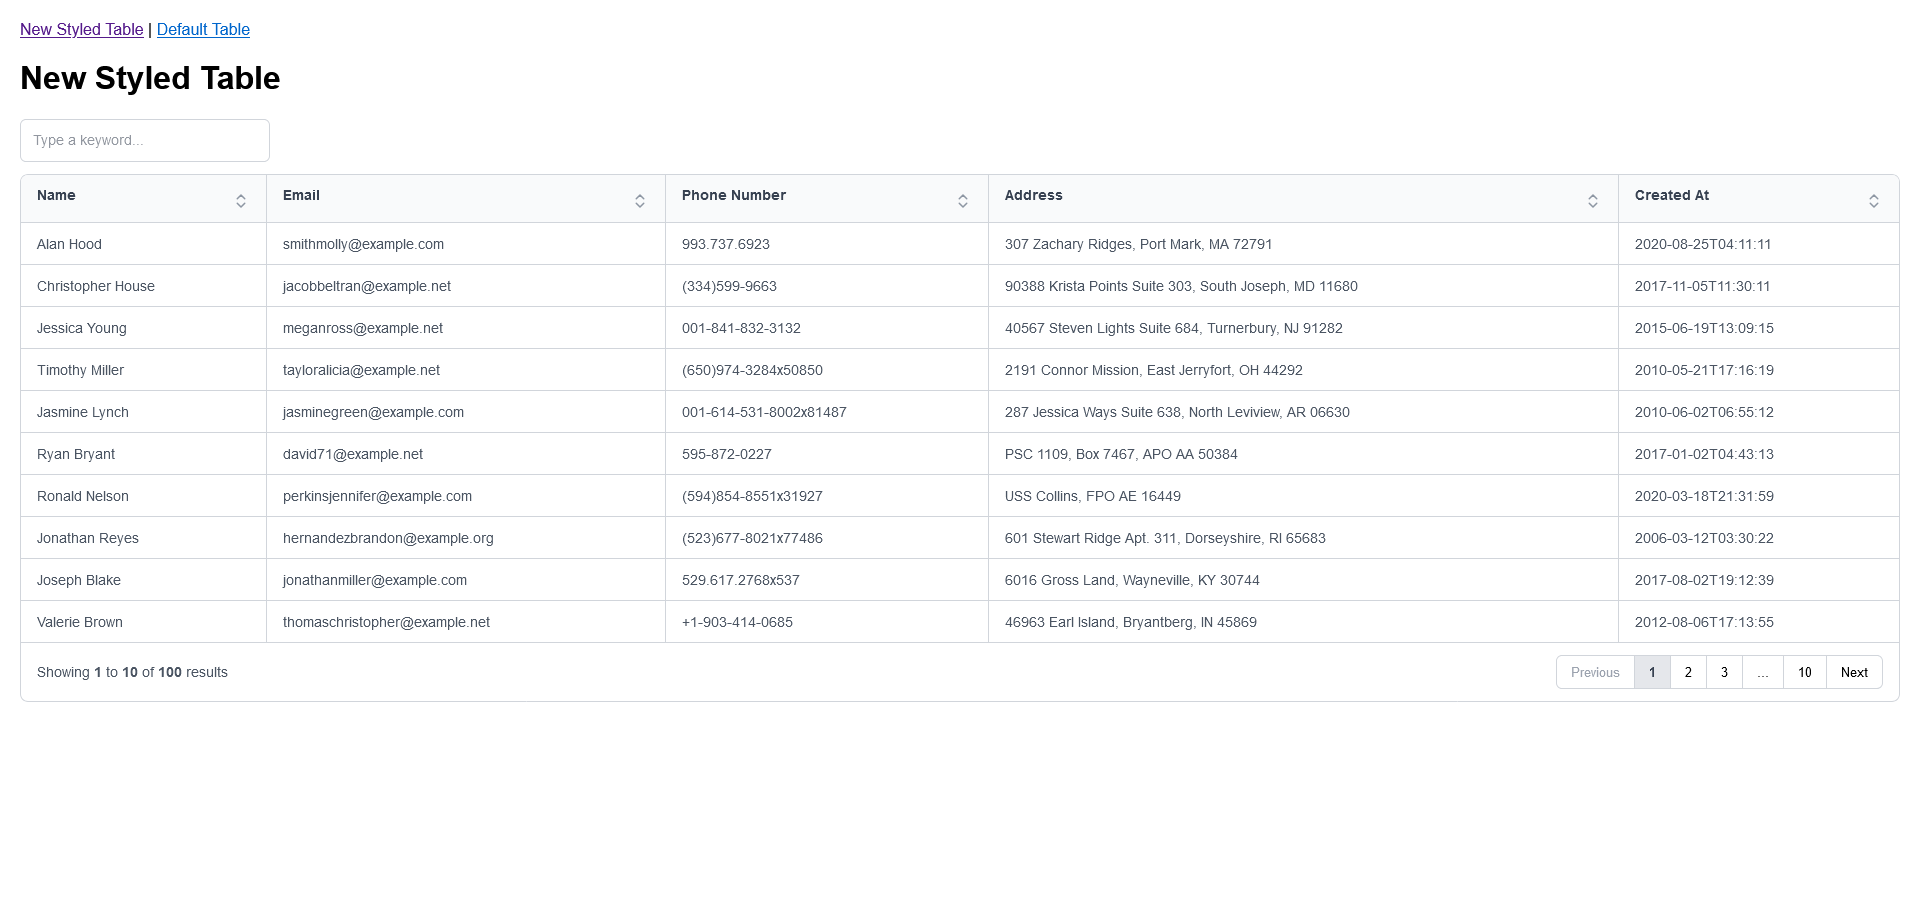 New Styled Table | Default Table
New Styled Table
Type a keyword...
Name Email Phone Number Address Created At
Alan Hood smithmolly@example.com 993.737.6923 307 Zachary Ridges, Port Mark, MA 72791 2020-08-25T04:11:11
Christopher House jacobbeltran@example.net (334)599-9663 90388 Krista Points Suite 303, South Joseph, MD 11680 2017-11-05T11:30:11
Jessica Young meganross@example.net 001-841-832-3132 40567 Steven Lights Suite 684, Turnerbury, NJ 91282 2015-06-19T13:09:15
Timothy Miller tayloralicia@example.net (650)974-3284x50850 2191 Connor Mission, East Jerryfort, OH 44292 2010-05-21T17:16:19
Jasmine Lynch jasminegreen@example.com 001-614-531-8002x81487 287 Jessica Ways Suite 638, North Leviview, AR 06630 2010-06-02T06:55:12
Ryan Bryant david71@example.net 595-872-0227 PSC 1109, Box 7467, APO AA 50384 2017-01-02T04:43:13
Ronald Nelson perkinsjennifer@example.com (594)854-8551x31927 USS Collins, FPO AE 16449 2020-03-18T21:31:59
Jonathan Reyes hernandezbrandon@example.org (523)677-8021x77486 601 Stewart Ridge Apt. 311, Dorseyshire, RI 65683 2006-03-12T03:30:22
Joseph Blake jonathanmiller@example.com 529.617.2768x537 6016 Gross Land, Wayneville, KY 30744 2017-08-02T19:12:39
Valerie Brown thomaschristopher@example.net +1-903-414-0685 46963 Earl Island, Bryantberg, IN 45869 2012-08-06T17:13:55
Showing 1 to 10 of 100 results Previous 1 2 3 ... 10 Next